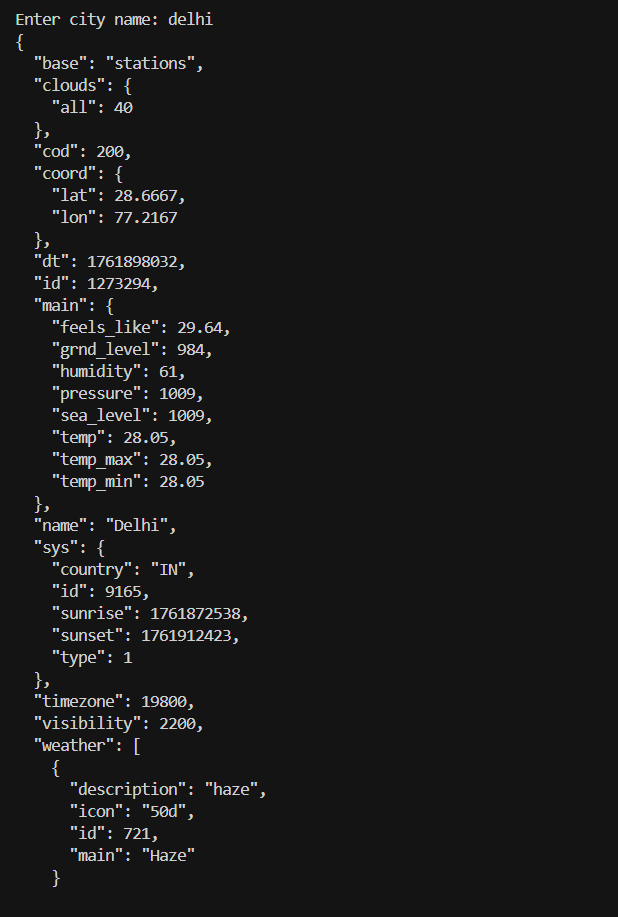 Enter city name: delhi
{
  "base": "stations",
  "clouds": {
    "all": 40
  },
  "cod": 200,
  "coord": {
    "lat": 28.6667,
    "lon": 77.2167
  },
  "dt": 1761898032,
  "id": 1273294,
  "main": {
    "feels_like": 29.64,
    "grnd_level": 984,
    "humidity": 61,
    "pressure": 1009,
    "sea_level": 1009,
    "temp": 28.05,
    "temp_max": 28.05,
    "temp_min": 28.05
  },
  "name": "Delhi",
  "sys": {
    "country": "IN",
    "id": 9165,
    "sunrise": 1761872538,
    "sunset": 1761912423,
    "type": 1
  },
  "timezone": 19800,
  "visibility": 2200,
  "weather": [
    {
      "description": "haze",
      "icon": "50d",
      "id": 721,
      "main": "Haze"
    }